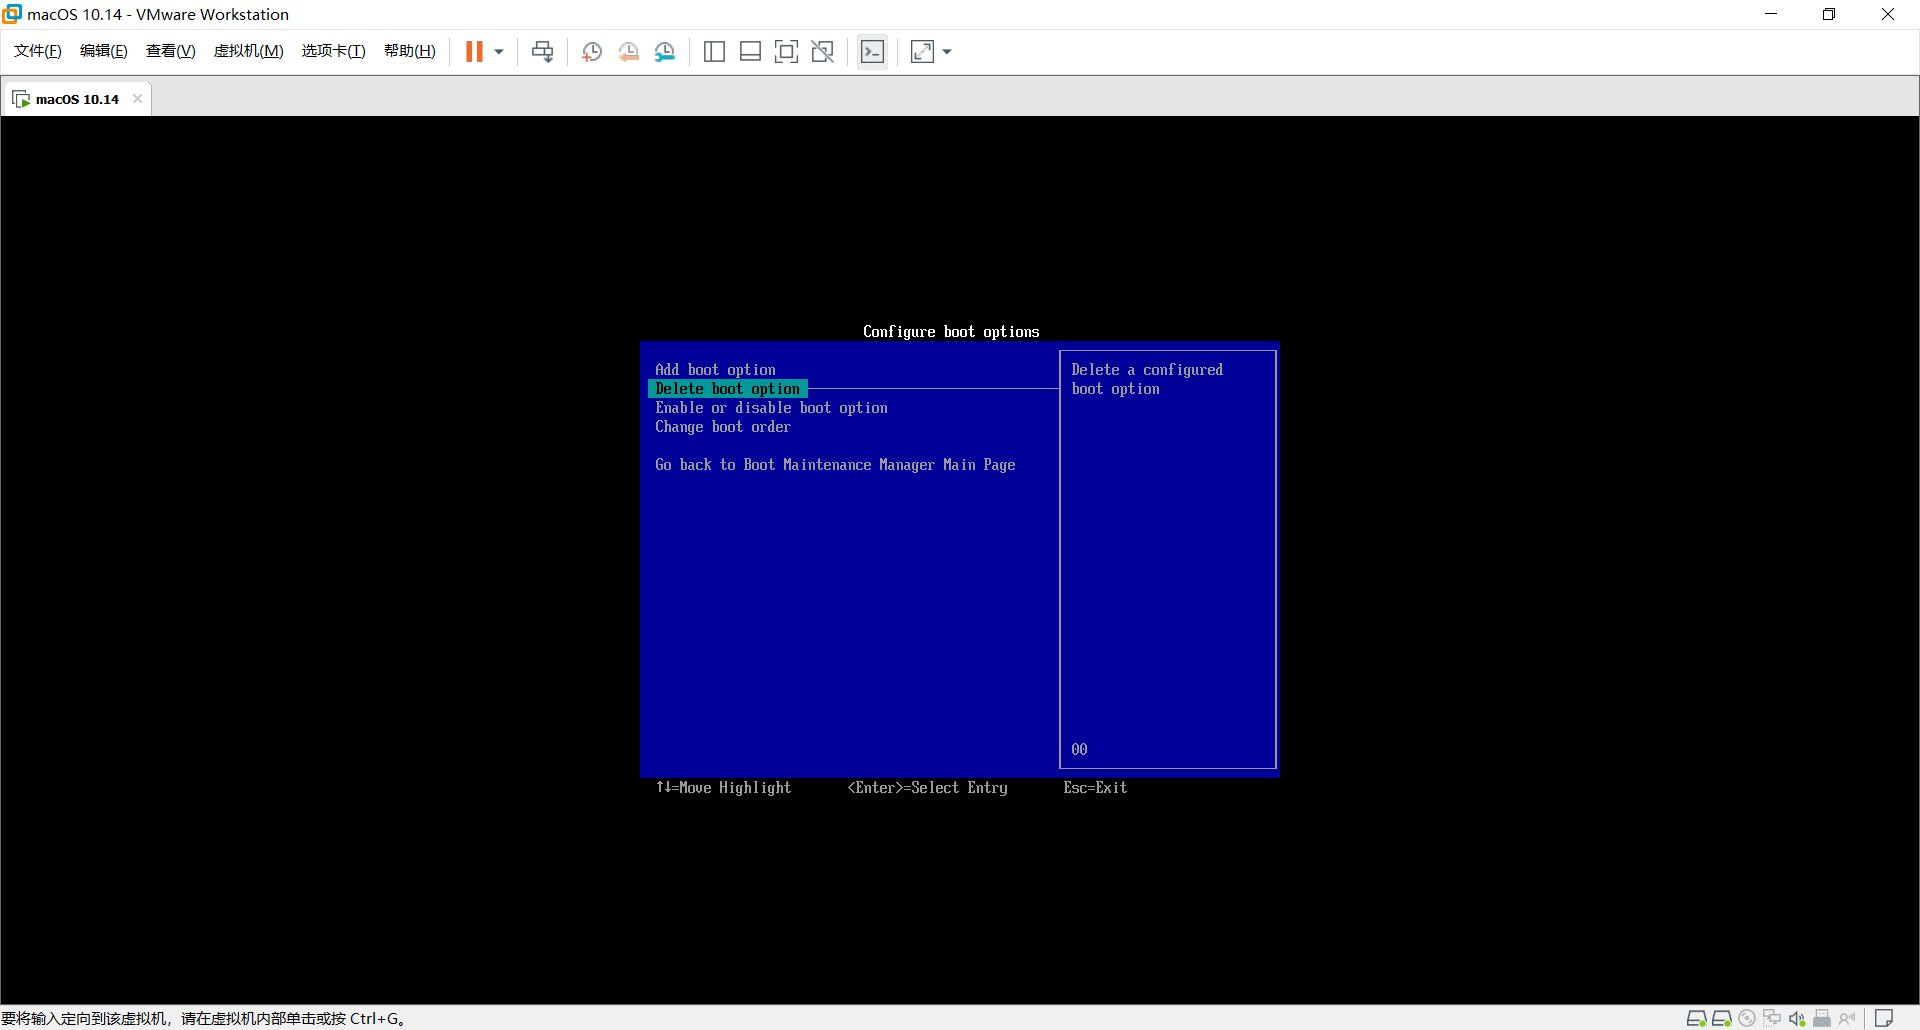 macOS 10.14 - VMware Workstation
文件(F) 编辑(E) 查看(V) 虚拟机(M) 选项卡(T) 帮助(H)
macOS 10.14
Configure boot options
Add boot option
Delete boot option
Enable or disable boot option
Change boot order
Go back to Boot Maintenance Manager Main Page
Delete a configured
boot option
00
↑↓=Move Highlight <Enter>=Select Entry Esc=Exit
要将输入定向到该虚拟机，请在虚拟机内部单击或按 Ctrl+G。